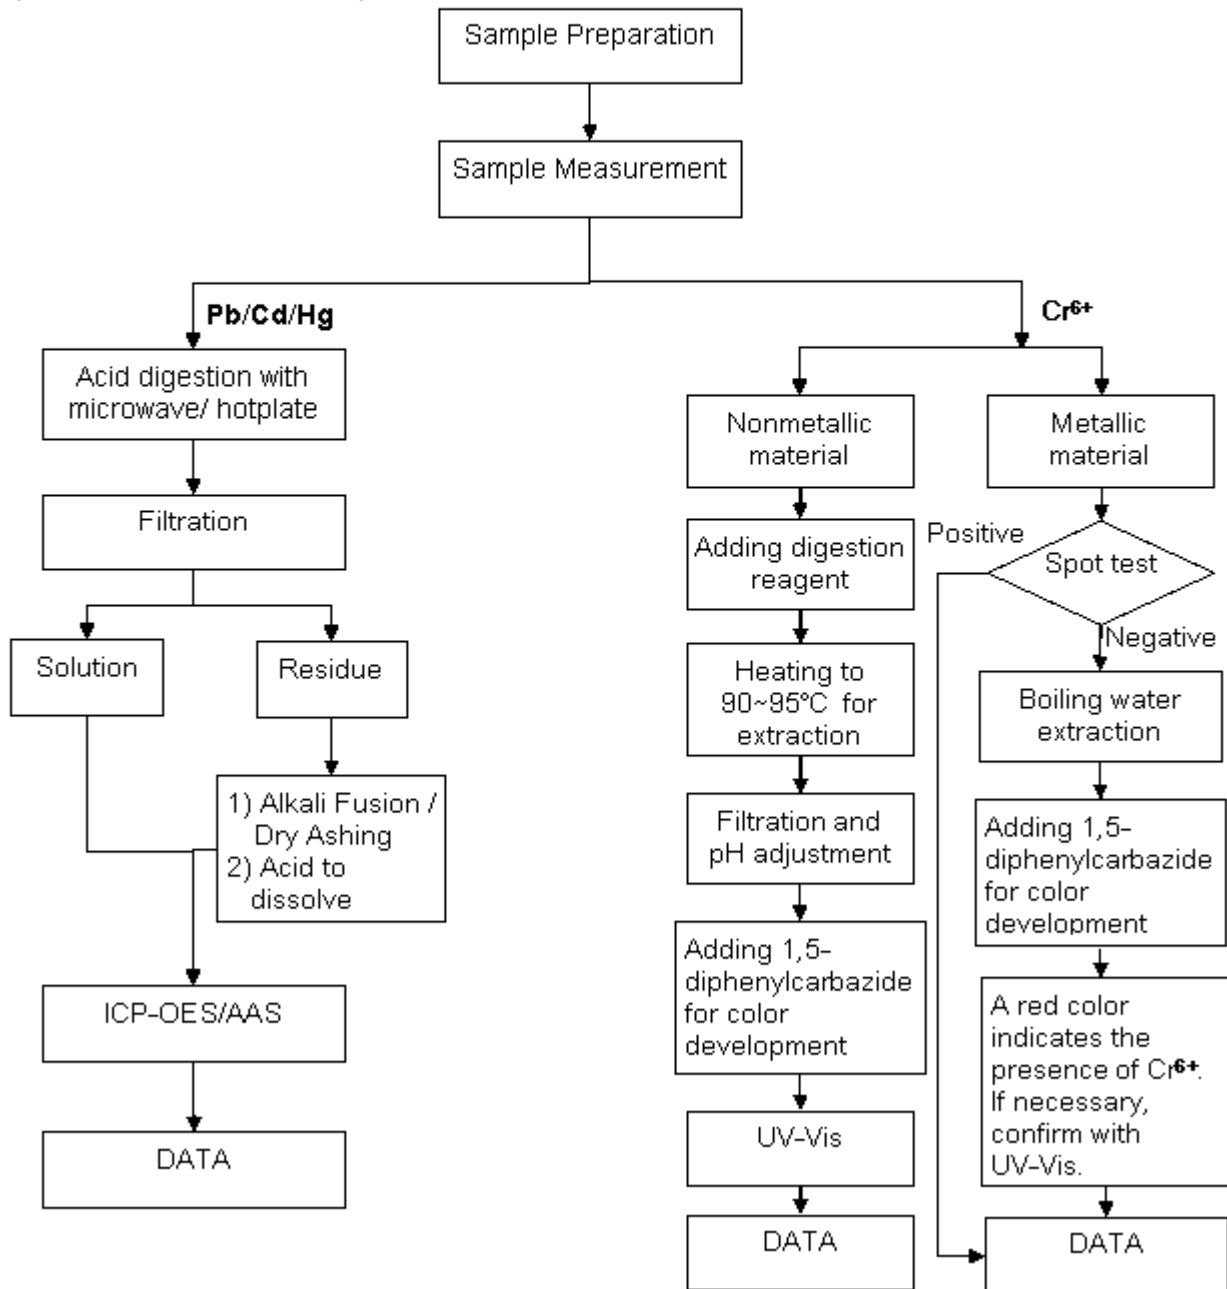 Sample Preparation
Sample Measurement
Pb/Cd/Hg
Cr⁶⁺
Acid digestion with
microwave/ hotplate
Filtration
Solution
Residue
1) Alkali Fusion /
Dry Ashing
2) Acid to
dissolve
ICP-OES/AAS
DATA
Nonmetallic
material
Adding digestion
reagent
Heating to
90~95°C for
extraction
Filtration and
pH adjustment
Adding 1,5-
diphenylcarbazide
for color
development
UV-Vis
DATA
Metallic
material
Spot test
Positive
Negative
Boiling water
extraction
Adding 1,5-
diphenylcarbazide
for color
development
A red color
indicates the
presence of Cr⁶⁺.
If necessary,
confirm with
UV-Vis.
DATA